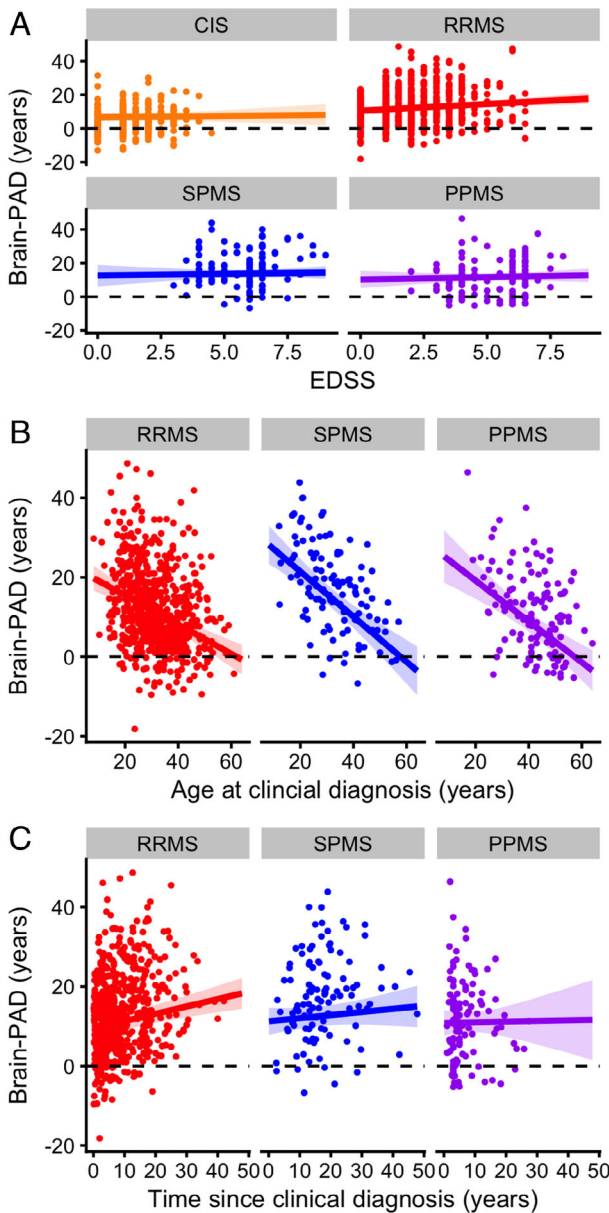 A
CIS RRMS
40
20
0
-20
SPMS PPMS
40
20
0
-20
Brain-PAD (years)
0.0 2.5 5.0 7.5 0.0 2.5 5.0 7.5
EDSS
B
RRMS SPMS PPMS
40
20
0
-20
Brain-PAD (years)
20 40 60 20 40 60 20 40 60
Age at clincial diagnosis (years)
C
RRMS SPMS PPMS
40
20
0
-20
Brain-PAD (years)
0 10 20 30 40 50 0 10 20 30 40 50 0 10 20 30 40 50
Time since clinical diagnosis (years)